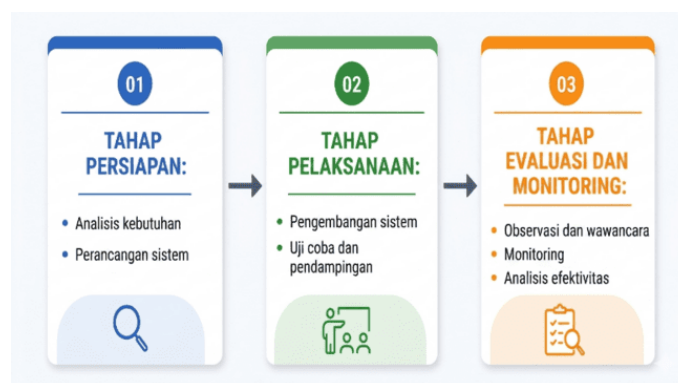 01
TAHAP
PERSIAPAN:
• Analisis kebutuhan
• Perancangan sistem
02
TAHAP
PELAKSANAAN:
• Pengembangan sistem
• Uji coba dan
pendampingan
03
TAHAP
EVALUASI DAN
MONITORING:
• Observasi dan wawancara
• Monitoring
• Analisis efektivitas